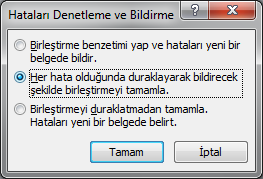 Hataları Denetleme ve Bildirme
Birleştirme benzetimi yap ve hataları yeni bir
belgede bildir.
Her hata olduğunda duraklayarak bildirecek
şekilde birleştirmeyi tamamla.
Birleştirmeyi duraklatmadan tamamla.
Hataları yeni bir belgede belirt.
Tamam
İptal